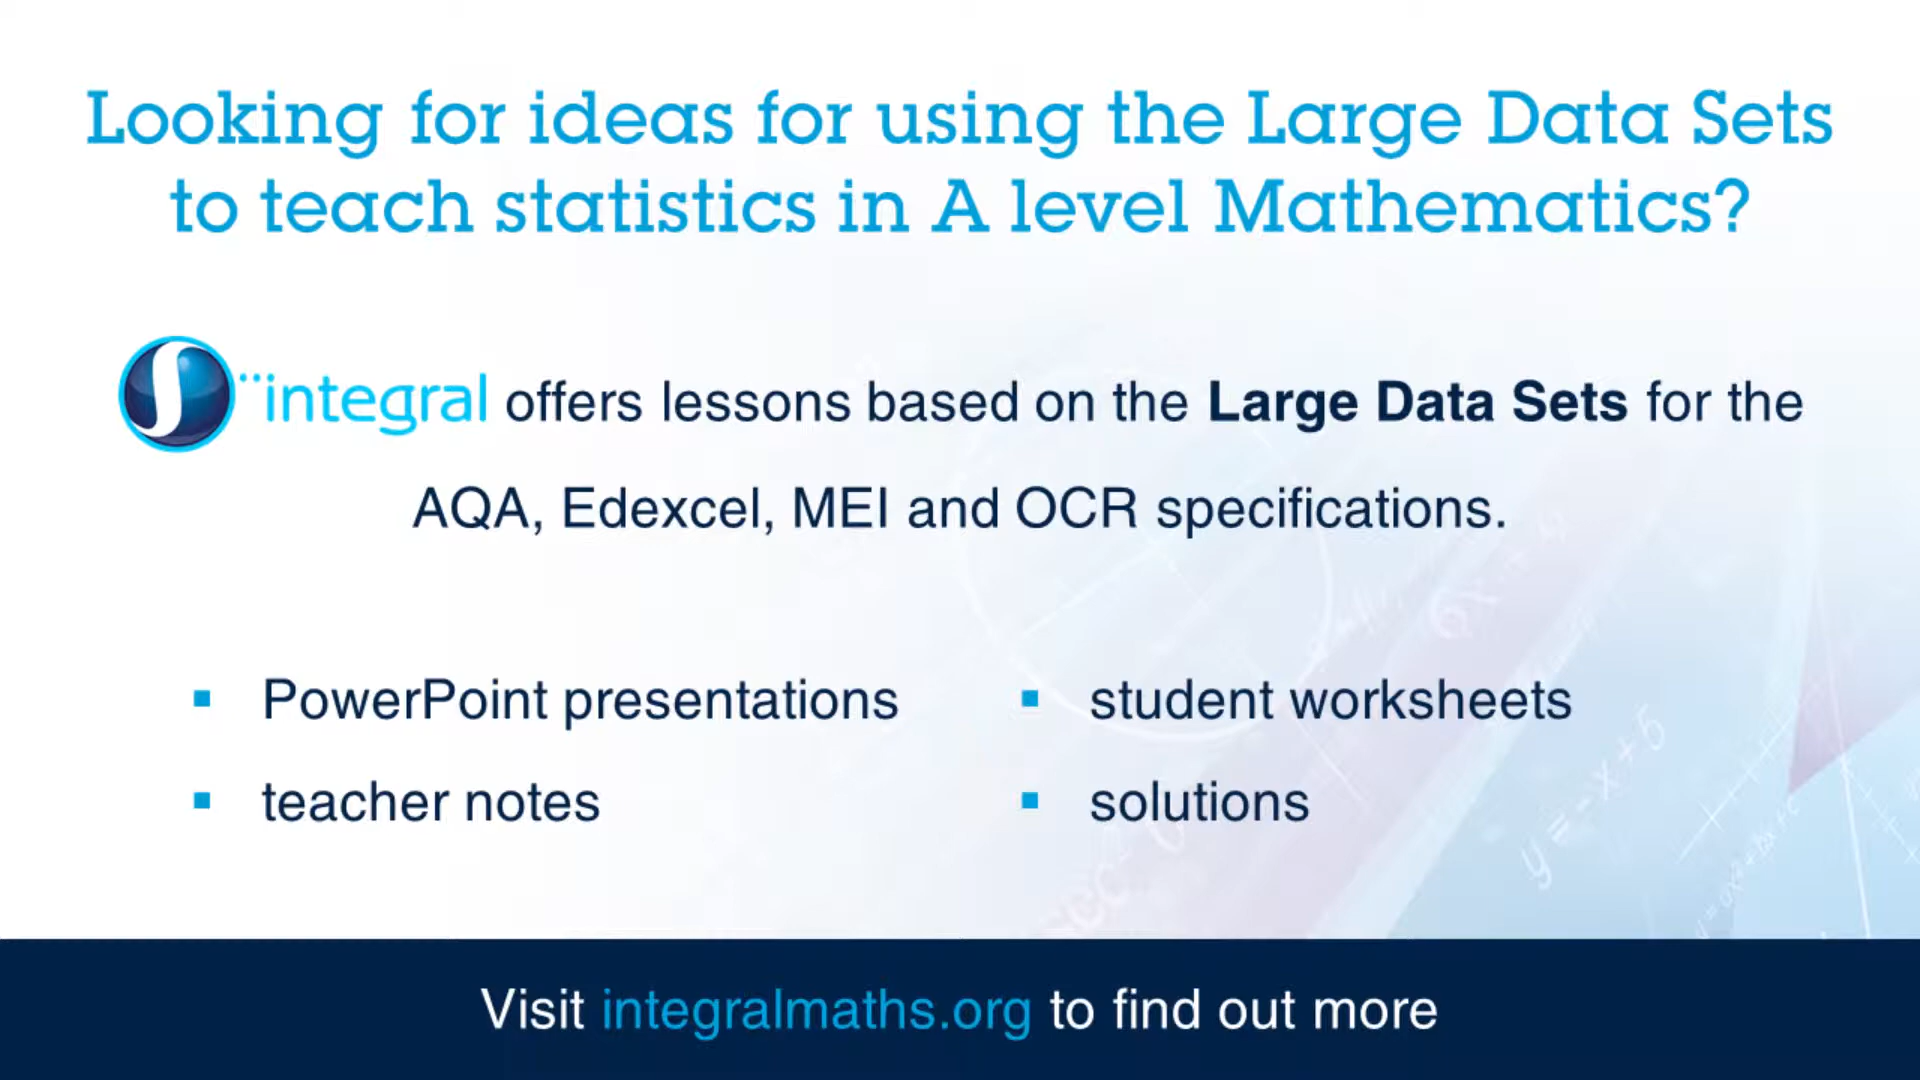 Looking for ideas for using the Large Data Sets
to teach statistics in A level Mathematics?
integral offers lessons based on the Large Data Sets for the
AQA, Edexcel, MEI and OCR specifications.
▪ PowerPoint presentations
▪ teacher notes
▪ student worksheets
▪ solutions
y = -x + 5
Visit integralmaths.org to find out more